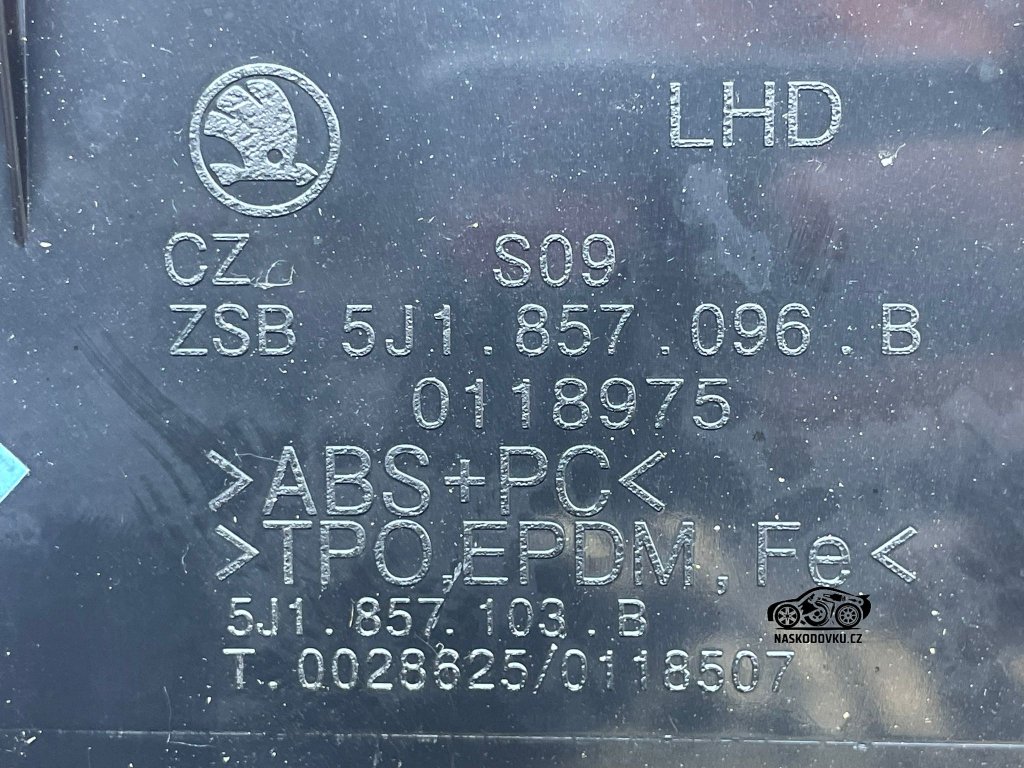 LHD
CZ S09
ZSB 5J1.857.096.B
0118975
>ABS+PC<
>TPO,EPDM,Fe<
5J1.857.103.B
T.0028625/0118507
NASKODOVKU.CZ